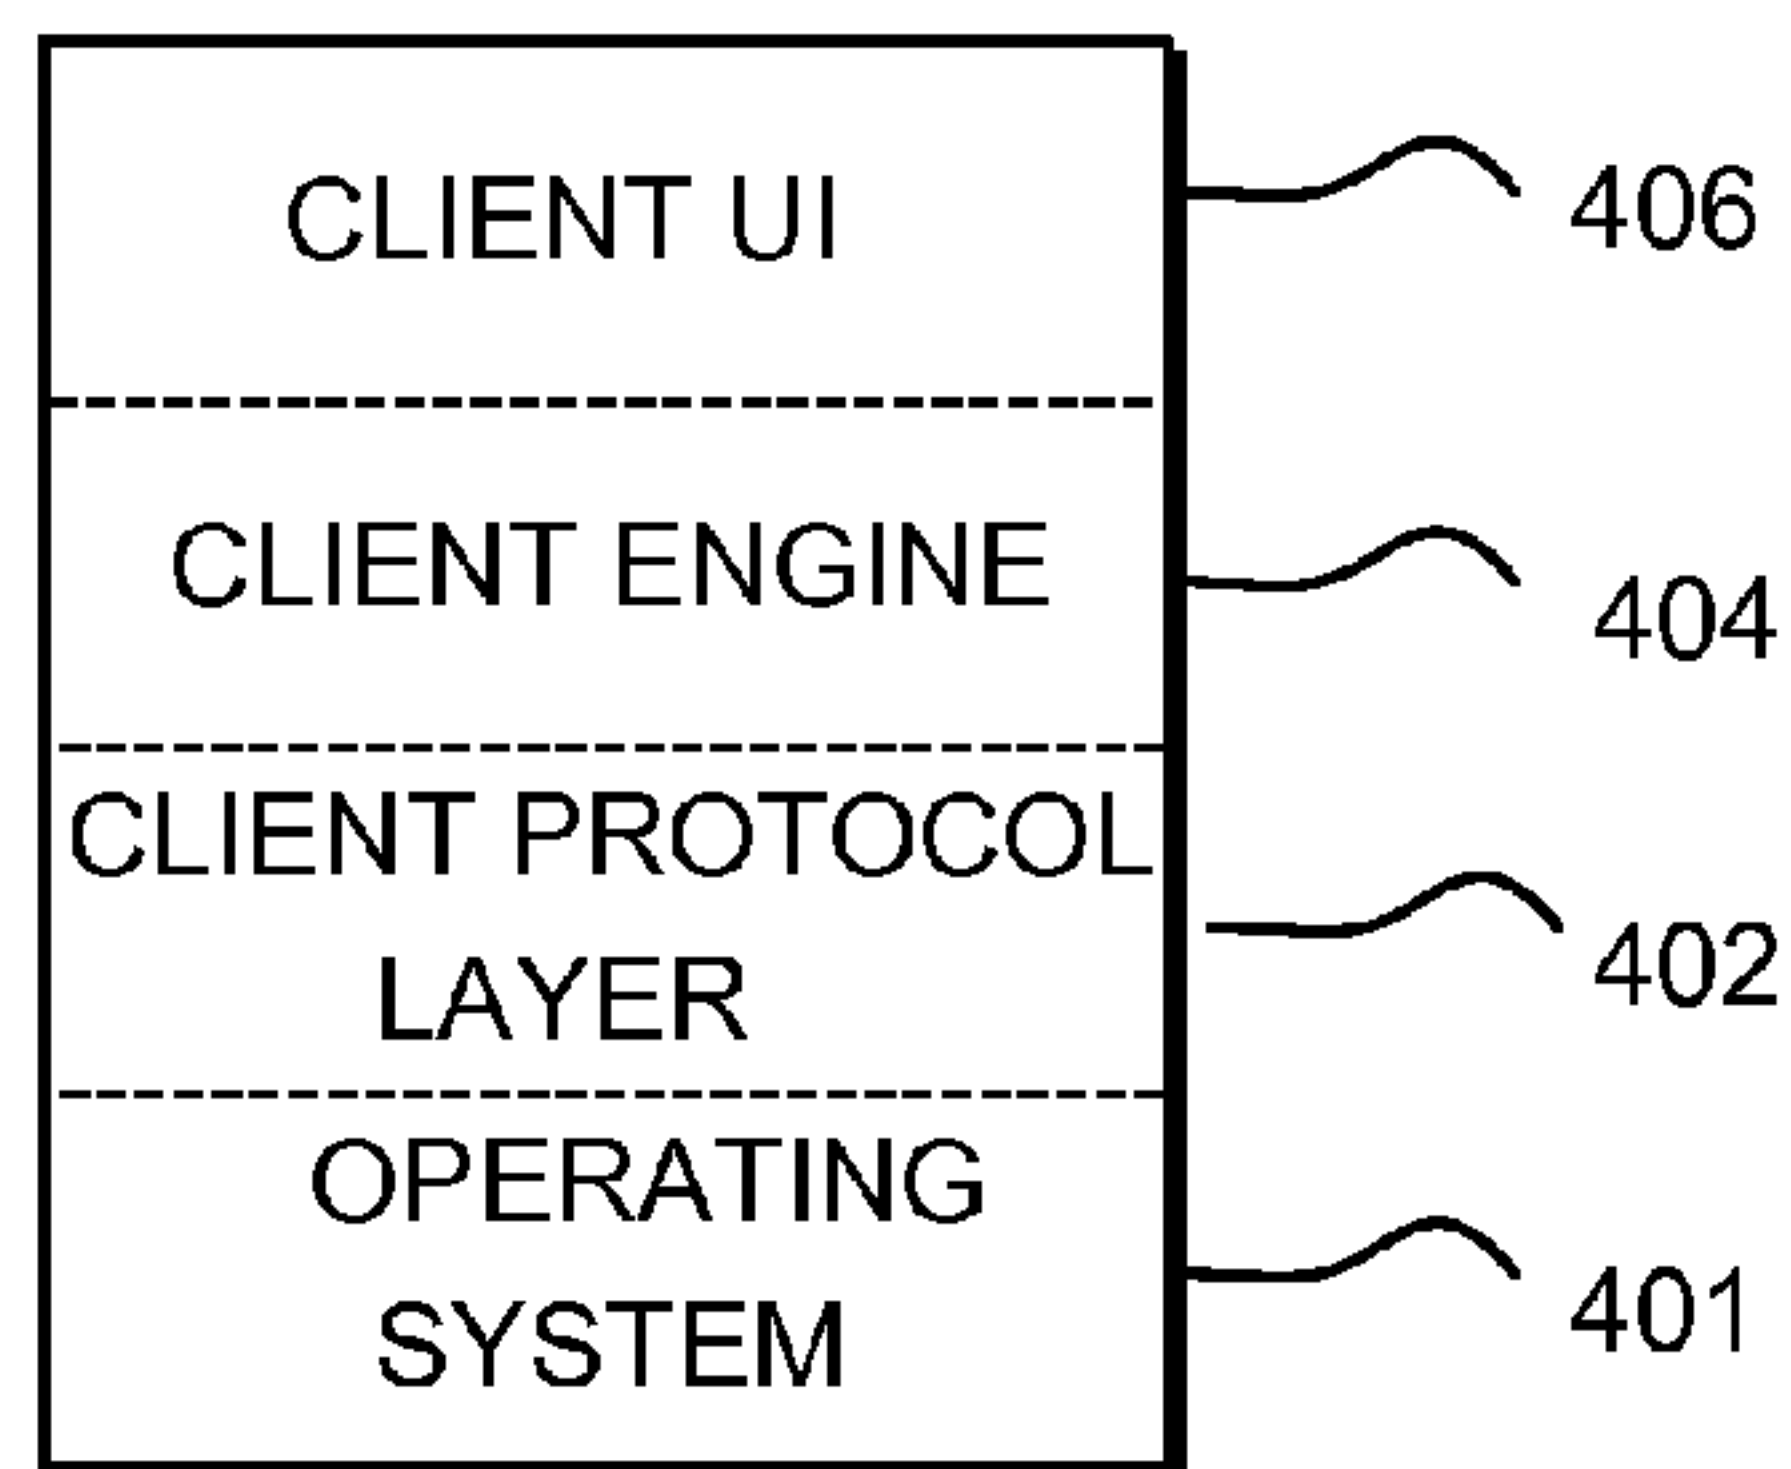 CLIENT UI
406
CLIENT ENGINE
404
CLIENT PROTOCOL
LAYER
402
OPERATING
SYSTEM
401